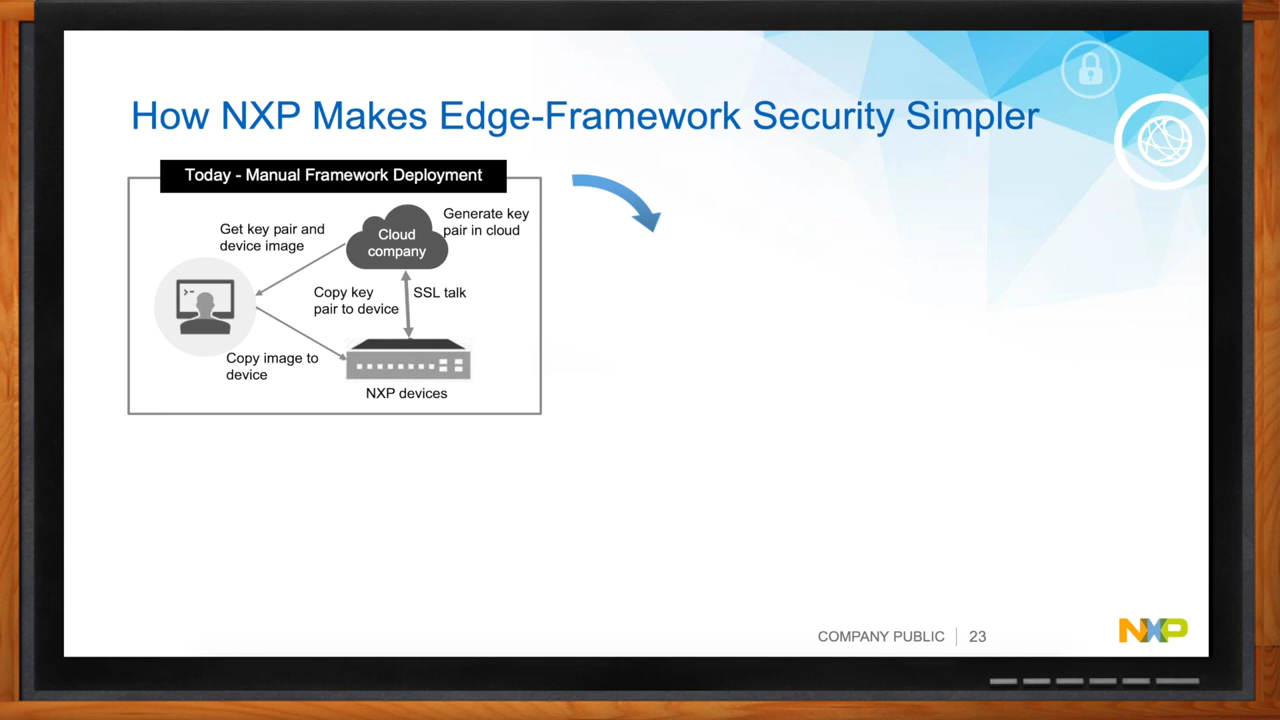 How NXP Makes Edge-Framework Security Simpler
Today - Manual Framework Deployment
Get key pair and
device image
Cloud
company
Generate key
pair in cloud
Copy key
pair to device
SSL talk
Copy image to
device
NXP devices
COMPANY PUBLIC
23
NXP